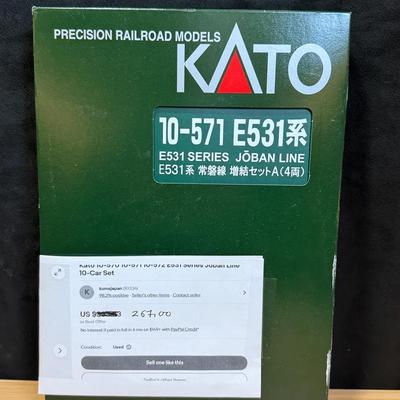 PRECISION RAILROAD MODELS
KATO
10-571 E531系
E531 SERIES JŌBAN LINE
E531系 常磐線 増結セットA(4両)
Kato 10-570 10-571 10-572 E531 Series Joban Line
10-Car Set
K
kumajapan
98.2% positive · Seller's other items · Contact seller
US $ 267,00
or Best Offer
No interest if paid in full in 6 mo on $99+ with PayPal Credit*
Condition: Used
Sell one like this